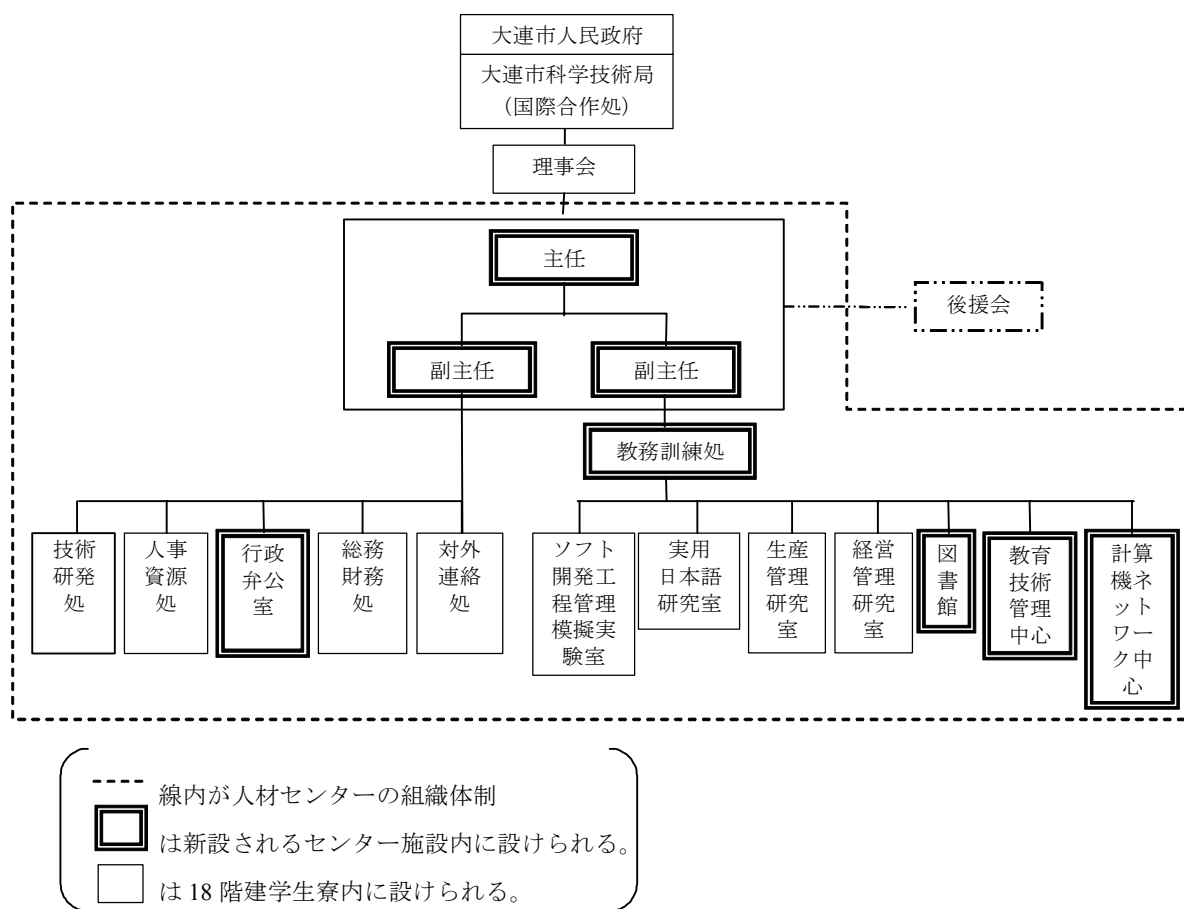 大連市人民政府
大連市科学技術局
（国際合作処）
理事会
主任
後援会
副主任
副主任
教務訓練処
技術
研発
処
人事
資源
処
行政
弁公
室
総務
財務
処
対外
連絡
処
ソフト
開発工
程管理
模擬実
験室
実用
日本語
研究室
生産
管理
研究
室
経営
管理
研究
室
図
書
館
教育
技術
管理
中心
計算
機ネ
ット
ワー
ク中
心
線内が人材センターの組織体制
は新設されるセンター施設内に設けられる。
は 18 階建学生寮内に設けられる。